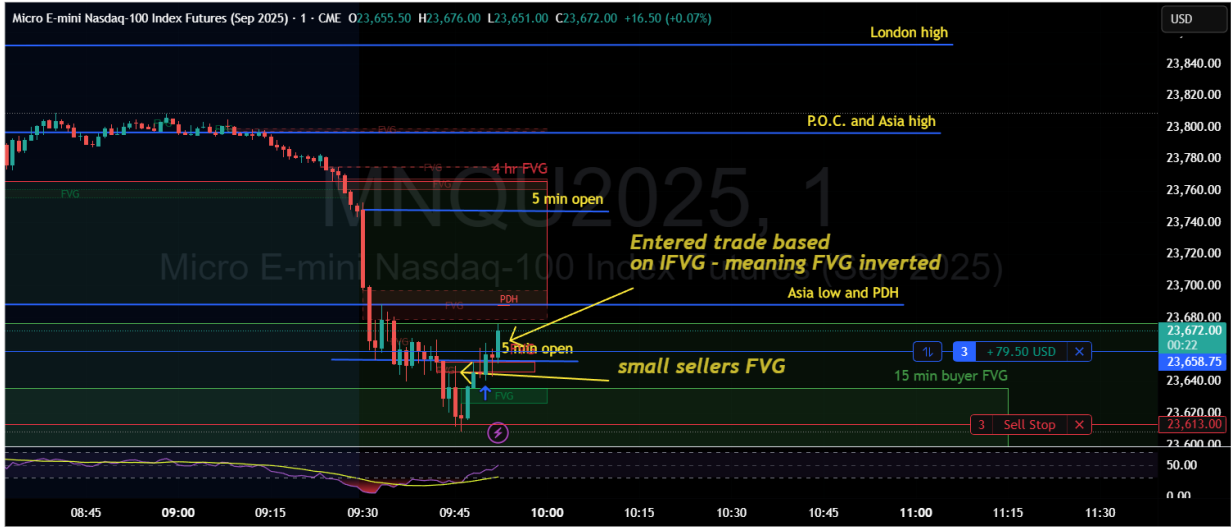 Micro E-mini Nasdaq-100 Index Futures (Sep 2025) · 1 · CME O23,655.50 H23,676.00 L23,651.00 C23,672.00 +16.50 (+0.07%)
USD
London high
23,840.00
23,820.00
P.O.C. and Asia high
FVG
23,800.00
23,780.00
FVG
4 hr FVG
FVG
23,760.00
FVG
5 min open
MNQU2025, 1
23,740.00
Entered trade based
on IFVG - meaning FVG inverted
23,720.00
Micro E-mini Nasdaq-100 Index Futures (Sep 2025)
23,700.00
PDH
Asia low and PDH
FVG
23,680.00
23,672.00
00:22
5 min open
3 +79.50 USD
23,658.75
small sellers FVG
15 min buyer FVG
23,640.00
FVG
23,620.00
3 Sell Stop
23,613.00
23,600.00
50.00
0.00
08:45 09:00 09:15 09:30 09:45 10:00 10:15 10:30 10:45 11:00 11:15 11:30